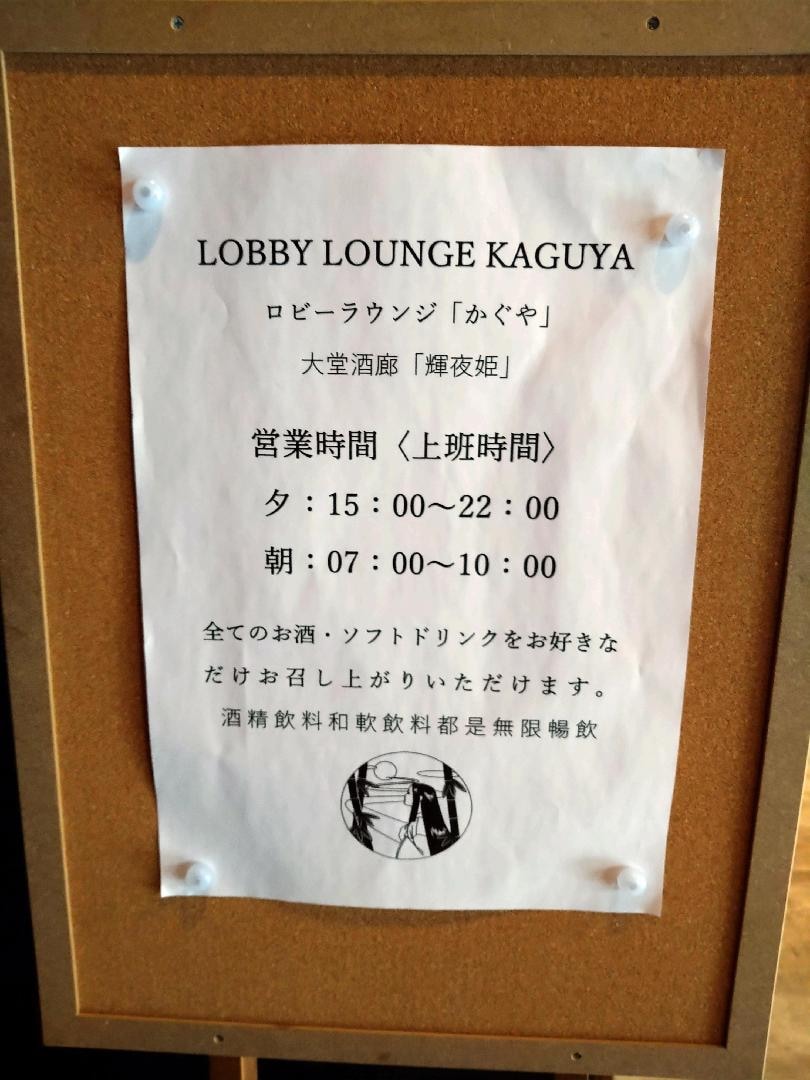 LOBBY LOUNGE KAGUYA
ロビーラウンジ「かぐや」
大堂酒廊「輝夜姫」
営業時間〈上班時間〉
夕：15：00〜22：00
朝：07：00〜10：00
全てのお酒・ソフトドリンクをお好きな
だけお召し上がりいただけます。
酒精飲料和軟飲料都是無限暢飲